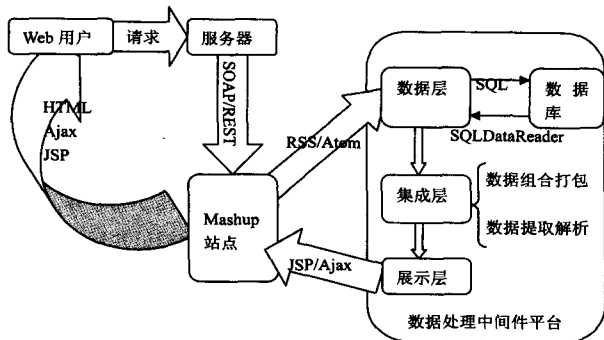 Web 用户
请求
服务器
HTML
Ajax
JSP
SOAP/REST
RSS/Atom
Mashup
站点
JSP/Ajax
数据层
SQL
SQLDataReader
数据
库
集成层
数据组合打包
数据提取解析
展示层
数据处理中间件平台